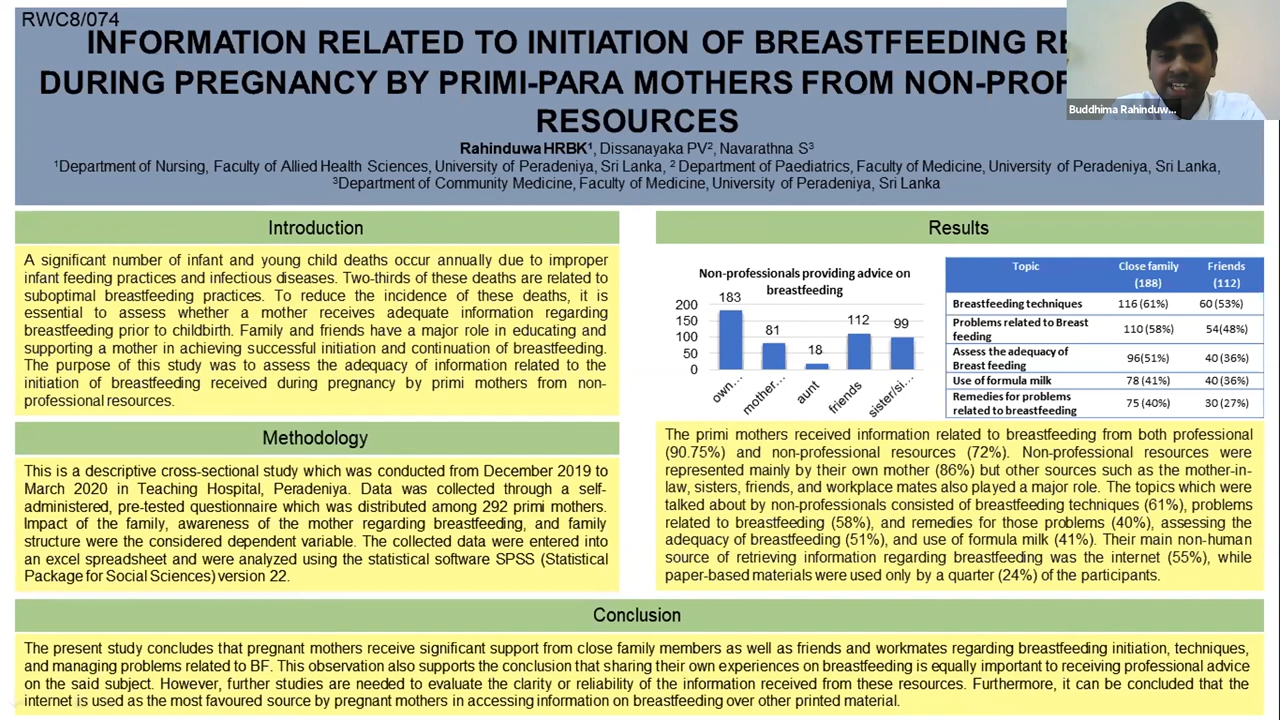 RWC8/074
INFORMATION RELATED TO INITIATION OF BREASTFEEDING RE
DURING PREGNANCY BY PRIMI-PARA MOTHERS FROM NON-PROF
RESOURCES
Rahinduwa HRBK¹, Dissanayaka PV², Navarathna S³
¹Department of Nursing, Faculty of Allied Health Sciences, University of Peradeniya, Sri Lanka, ² Department of Paediatrics, Faculty of Medicine, University of Peradeniya, Sri Lanka,
³Department of Community Medicine, Faculty of Medicine, University of Peradeniya, Sri Lanka
Buddhima Rahinduw...
Introduction
A significant number of infant and young child deaths occur annually due to improper
infant feeding practices and infectious diseases. Two-thirds of these deaths are related to
suboptimal breastfeeding practices. To reduce the incidence of these deaths, it is
essential to assess whether a mother receives adequate information regarding
breastfeeding prior to childbirth. Family and friends have a major role in educating and
supporting a mother in achieving successful initiation and continuation of breastfeeding.
The purpose of this study was to assess the adequacy of information related to the
initiation of breastfeeding received during pregnancy by primi mothers from non-
professional resources.
Methodology
This is a descriptive cross-sectional study which was conducted from December 2019 to
March 2020 in Teaching Hospital, Peradeniya. Data was collected through a self-
administered, pre-tested questionnaire which was distributed among 292 primi mothers.
Impact of the family, awareness of the mother regarding breastfeeding, and family
structure were the considered dependent variable. The collected data were entered into
an excel spreadsheet and were analyzed using the statistical software SPSS (Statistical
Package for Social Sciences) version 22.
Results
Non-professionals providing advice on
breastfeeding
200
150
100
50
0
183
81
18
112
99
own...
mother...
aunt
friends
sister/si...
Topic Close family (188) Friends (112)
Breastfeeding techniques 116 (61%) 60 (53%)
Problems related to Breast
feeding 110 (58%) 54(48%)
Assess the adequacy of
Breast feeding 96(51%) 40 (36%)
Use of formula milk 78 (41%) 40 (36%)
Remedies for problems
related to breastfeeding 75 (40%) 30 (27%)
The primi mothers received information related to breastfeeding from both professional
(90.75%) and non-professional resources (72%). Non-professional resources were
represented mainly by their own mother (86%) but other sources such as the mother-in-
law, sisters, friends, and workplace mates also played a major role. The topics which were
talked about by non-professionals consisted of breastfeeding techniques (61%), problems
related to breastfeeding (58%), and remedies for those problems (40%), assessing the
adequacy of breastfeeding (51%), and use of formula milk (41%). Their main non-human
source of retrieving information regarding breastfeeding was the internet (55%), while
paper-based materials were used only by a quarter (24%) of the participants.
Conclusion
The present study concludes that pregnant mothers receive significant support from close family members as well as friends and workmates regarding breastfeeding initiation, techniques,
and managing problems related to BF. This observation also supports the conclusion that sharing their own experiences on breastfeeding is equally important to receiving professional advice
on the said subject. However, further studies are needed to evaluate the clarity or reliability of the information received from these resources. Furthermore, it can be concluded that the
internet is used as the most favoured source by pregnant mothers in accessing information on breastfeeding over other printed material.